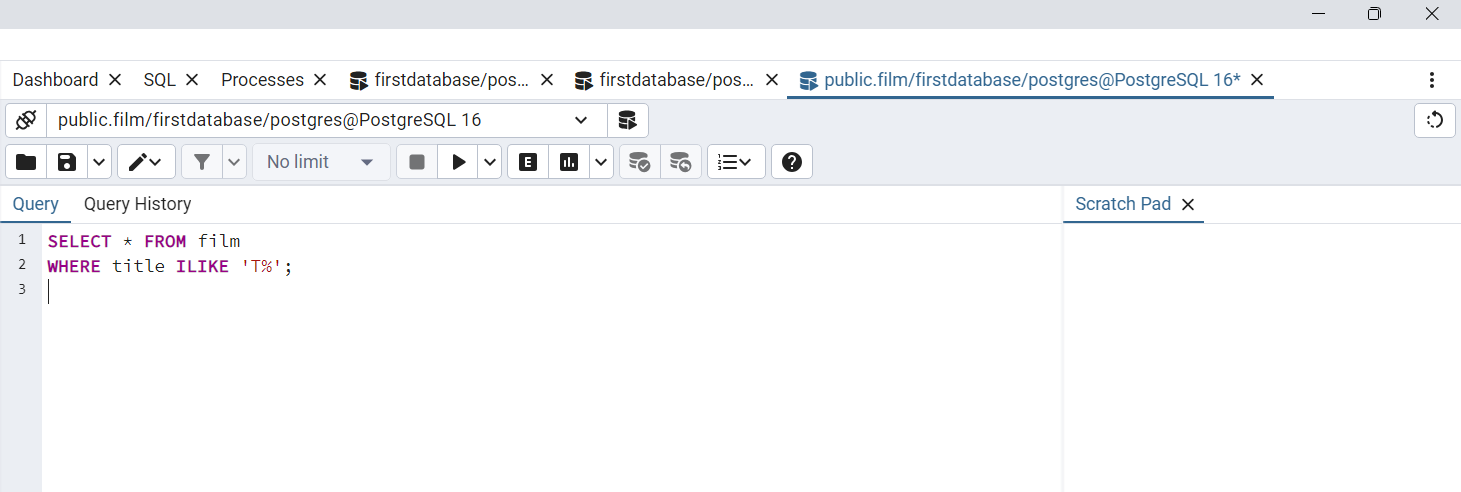 Dashboard SQL Processes firstdatabase/pos... firstdatabase/pos... public.film/firstdatabase/postgres@PostgreSQL 16*
public.film/firstdatabase/postgres@PostgreSQL 16
No limit E
Query Query History Scratch Pad
1 SELECT * FROM film
2 WHERE title ILIKE 'T%';
3